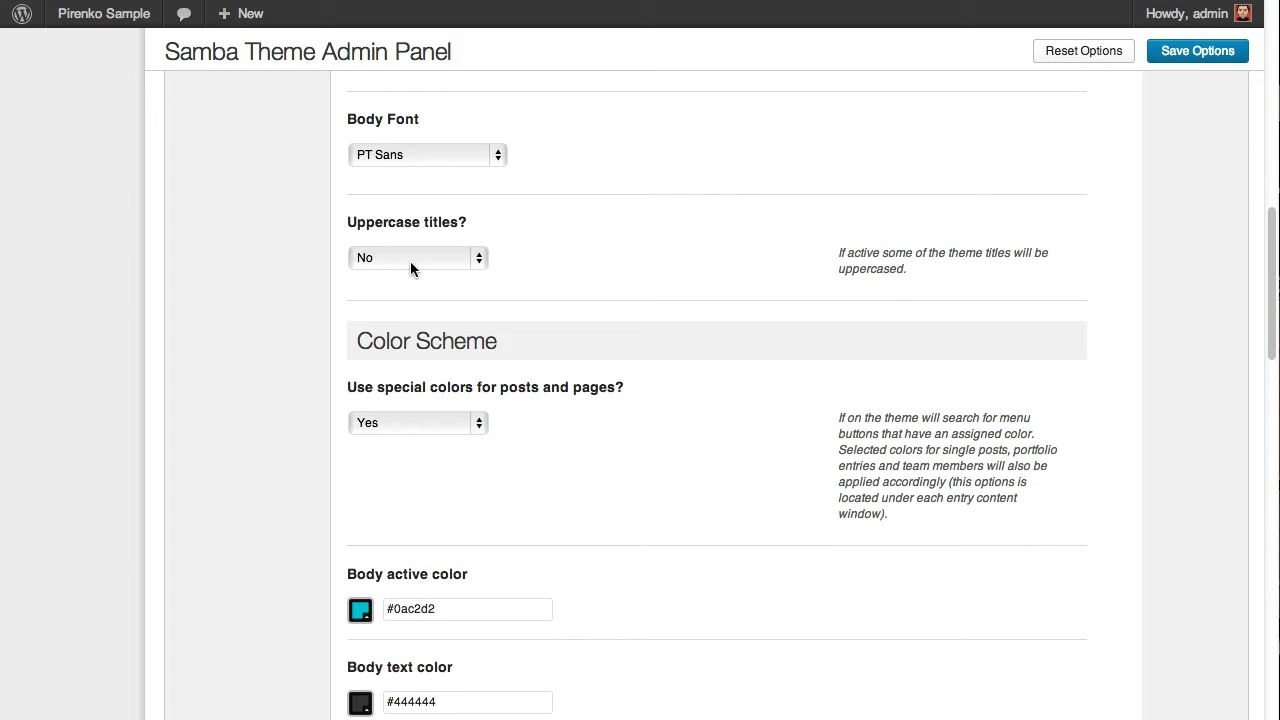 Pirenko Sample
New
Howdy, admin
Samba Theme Admin Panel
Reset Options
Save Options
Body Font
PT Sans
Uppercase titles?
No
If active some of the theme titles will be
uppercased.
Color Scheme
Use special colors for posts and pages?
Yes
If on the theme will search for menu
buttons that have an assigned color.
Selected colors for single posts, portfolio
entries and team members will also be
applied accordingly (this options is
located under each entry content
window).
Body active color
#0ac2d2
Body text color
#444444